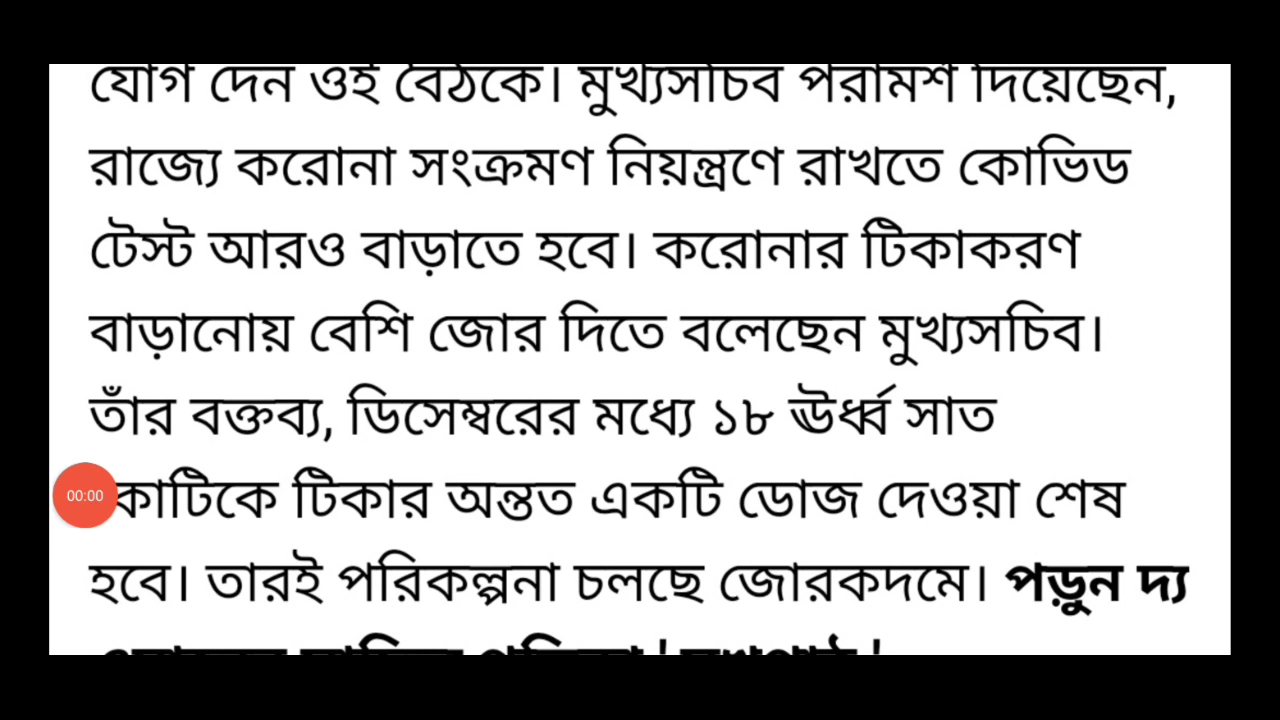 যোগ দেন ওই বৈঠকে। মুখ্যসচিব পরামর্শ দিয়েছেন,
রাজ্যে করোনা সংক্রমণ নিয়ন্ত্রণে রাখতে কোভিড
টেস্ট আরও বাড়াতে হবে। করোনার টিকাকরণ
বাড়ানোয় বেশি জোর দিতে বলেছেন মুখ্যসচিব।
তাঁর বক্তব্য, ডিসেম্বরের মধ্যে ১৮ ঊর্ধ্ব সাত
00:00 কোটিকে টিকার অন্তত একটি ডোজ দেওয়া শেষ
হবে। তারই পরিকল্পনা চলছে জোরকদমে। পড়ুন দ্য